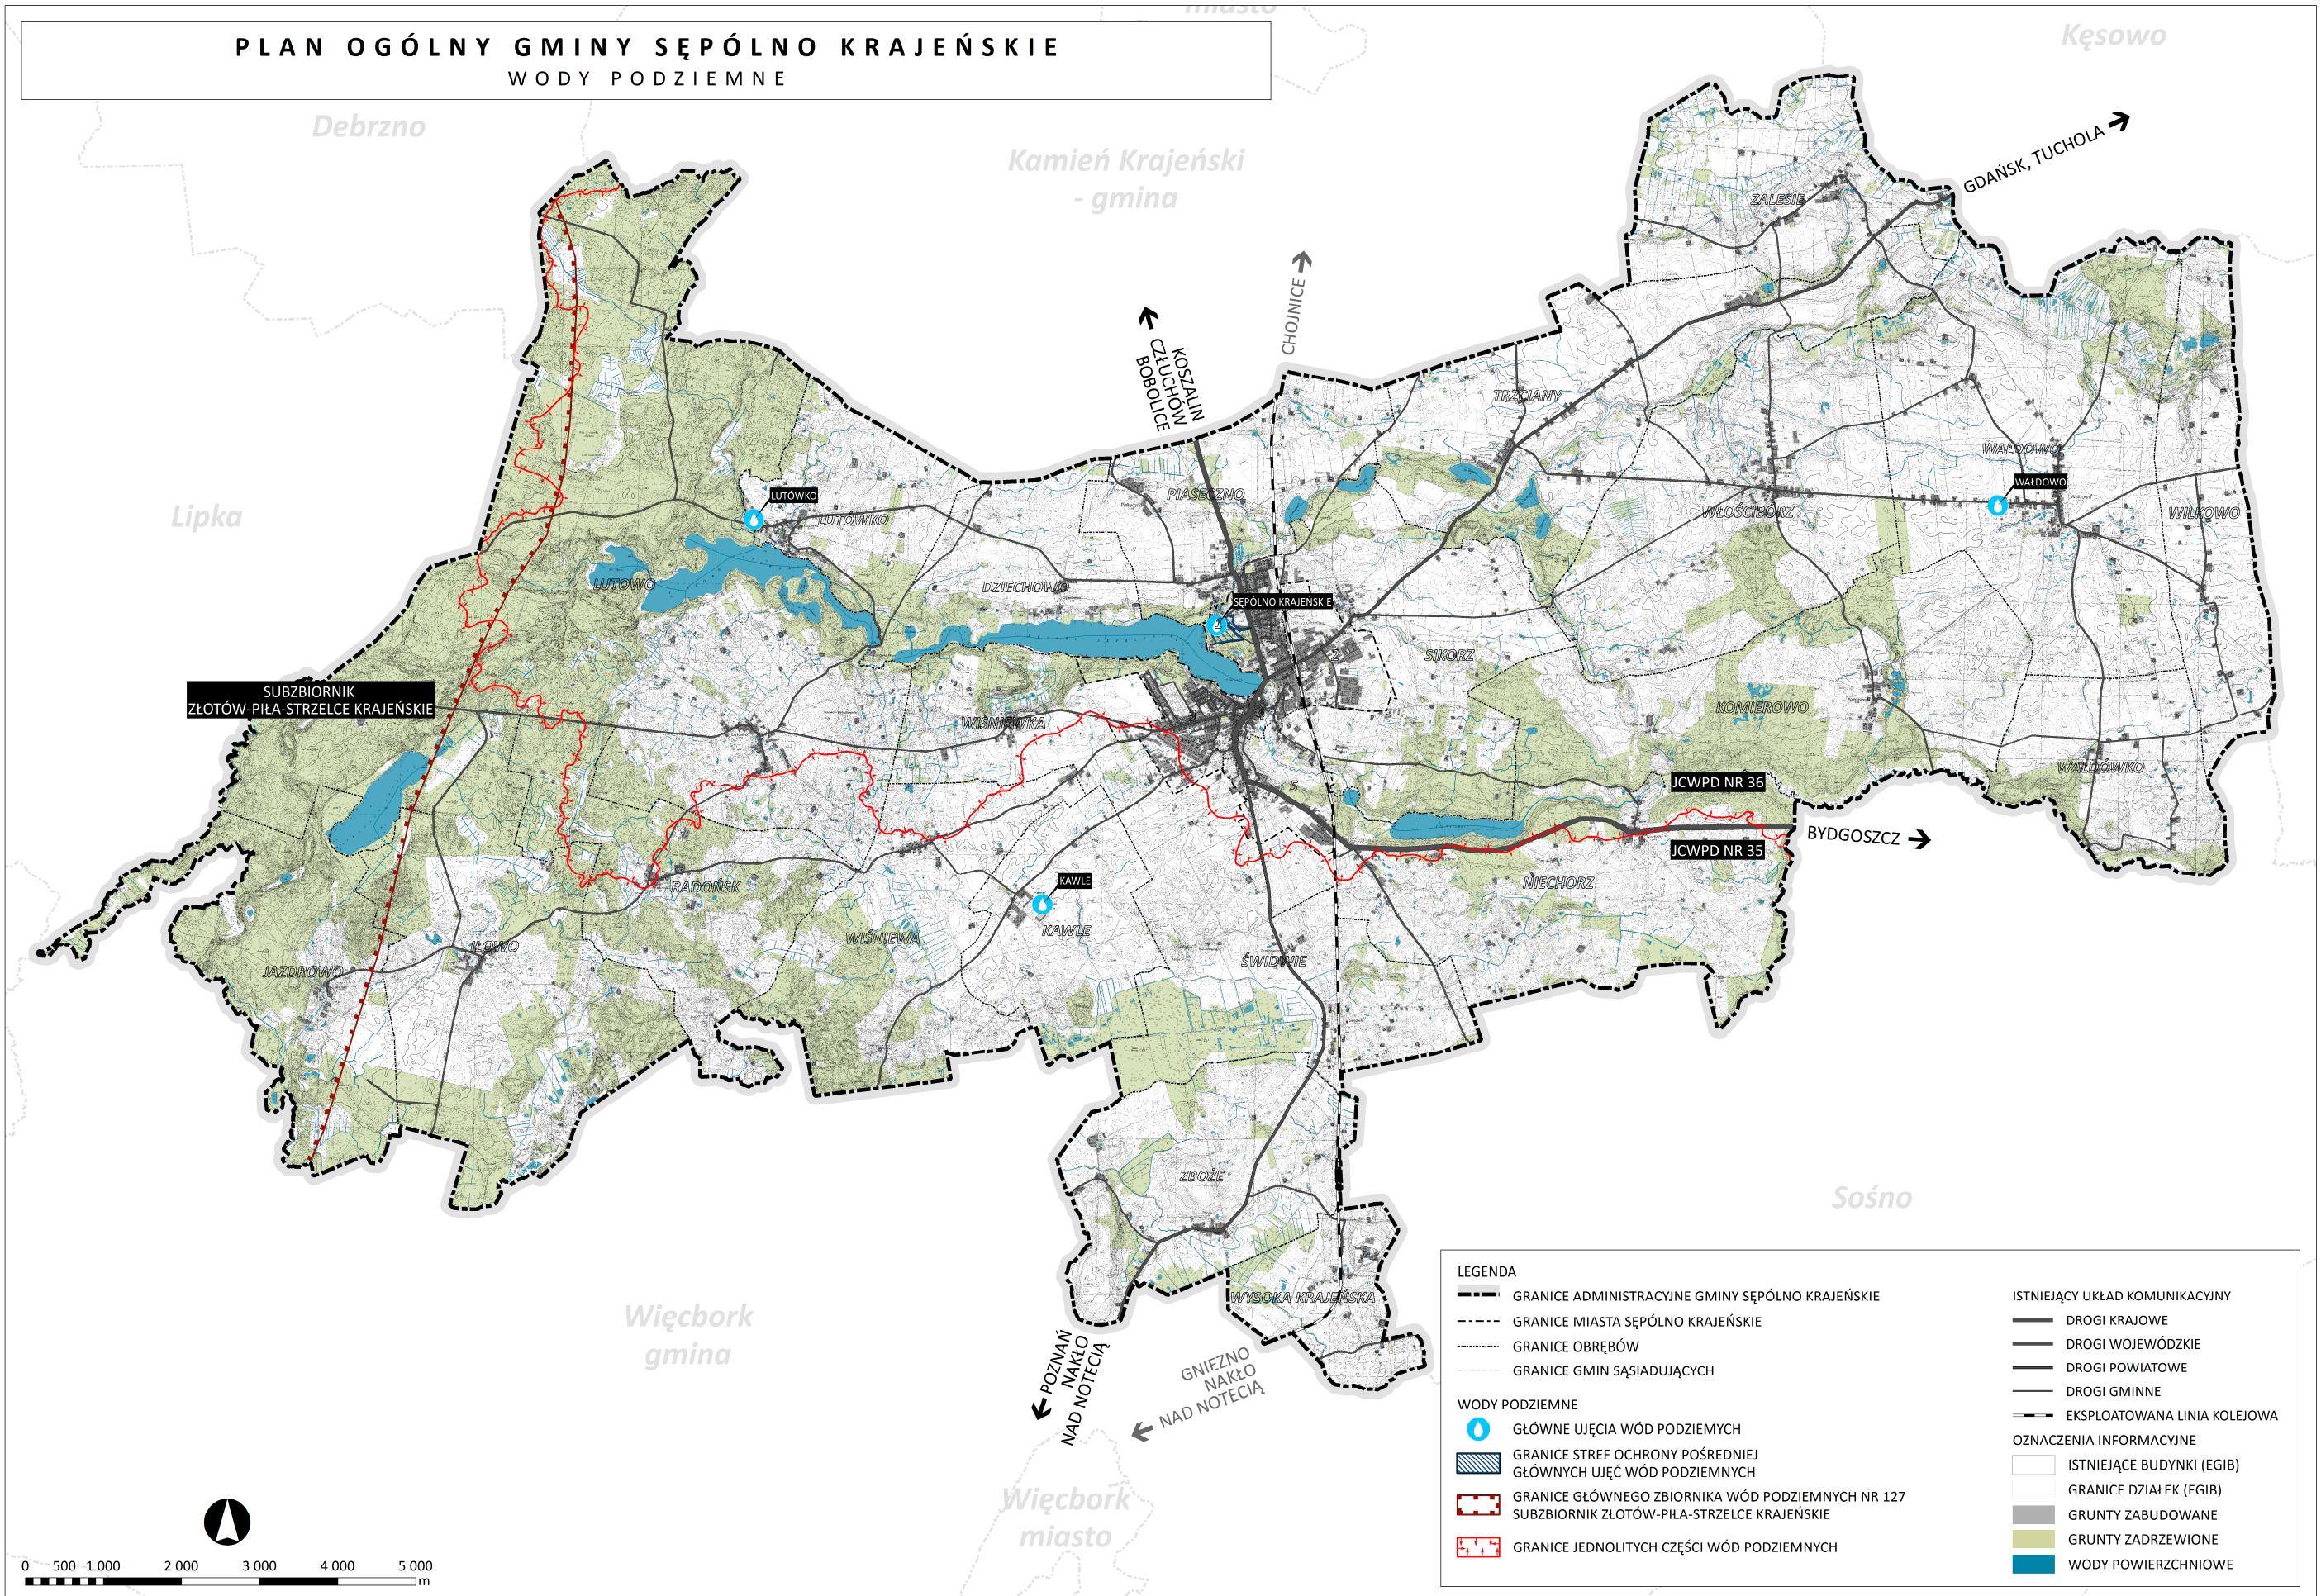 miasto
PLAN OGÓLNY GMINY SĘPÓLNO KRAJEŃSKIE
WODY PODZIEMNE
Kęsowo
Debrzno
Kamień Krajeński
- gmina
GDAŃSK, TUCHOLA
ZALESIE
CHOJNICE
KOSZALIN
CZŁUCHÓW
BOBOLICE
TRZCIANY
Lipka
LUTÓWKO
LUTÓWKO
PIASECZNO
WŁOŚCIBÓRZ
WAŁDOWO
WAŁDOWO
WILKOWO
LUTOWO
DZIECHOWO
SĘPÓLNO KRAJEŃSKIE
2
SIKORZ
SUBZBIORNIK
ZŁOTÓW-PIŁA-STRZELCE KRAJEŃSKIE
WIŚNIEWKA
KOMIEROWO
WAŁDÓWKO
5
JCWPD NR 36
BYDGOSZCZ
JCWPD NR 35
RADOŃSK
KAWLE
KAWLE
NIECHORZ
WIŚNIEWA
IŁOWO
JAZDROWO
ŚWIDWIE
ZBOŻE
Sośno
WYSOKA KRAJEŃSKA
Więcbork
gmina
POZNAŃ
NAKŁO
NAD NOTECIĄ
GNIEZNO
NAKŁO
NAD NOTECIĄ
Więcbork
miasto
LEGENDA
GRANICE ADMINISTRACYJNE GMINY SĘPÓLNO KRAJEŃSKIE
GRANICE MIASTA SĘPÓLNO KRAJEŃSKIE
GRANICE OBRĘBÓW
GRANICE GMIN SĄSIADUJĄCYCH
WODY PODZIEMNE
GŁÓWNE UJĘCIA WÓD PODZIEMYCH
GRANICE STREF OCHRONY POŚREDNIEJ
GŁÓWNYCH UJĘĆ WÓD PODZIEMNYCH
GRANICE GŁÓWNEGO ZBIORNIKA WÓD PODZIEMNYCH NR 127
SUBZBIORNIK ZŁOTÓW-PIŁA-STRZELCE KRAJEŃSKIE
GRANICE JEDNOLITYCH CZĘŚCI WÓD PODZIEMNYCH
ISTNIEJĄCY UKŁAD KOMUNIKACYJNY
DROGI KRAJOWE
DROGI WOJEWÓDZKIE
DROGI POWIATOWE
DROGI GMINNE
EKSPLOATOWANA LINIA KOLEJOWA
OZNACZENIA INFORMACYJNE
ISTNIEJĄCE BUDYNKI (EGIB)
GRANICE DZIAŁEK (EGIB)
GRUNTY ZABUDOWANE
GRUNTY ZADRZEWIONE
WODY POWIERZCHNIOWE
0 500 1 000 2 000 3 000 4 000 5 000
m